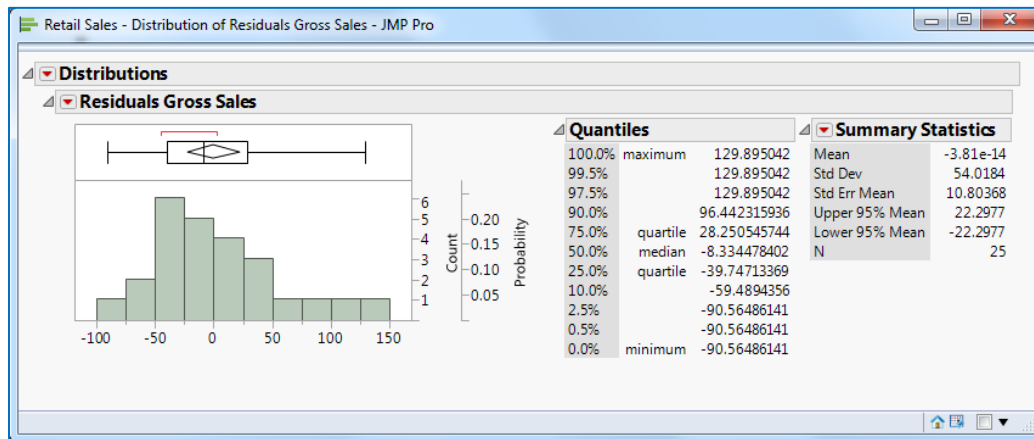 Retail Sales - Distribution of Residuals Gross Sales - JMP Pro
Distributions
Residuals Gross Sales
6
5
4
3
2
1
Count
0.20
0.15
0.10
0.05
Probability
-100 -50 0 50 100 150
Quantiles
100.0% maximum 129.895042
99.5% 129.895042
97.5% 129.895042
90.0% 96.442315936
75.0% quartile 28.250545744
50.0% median -8.334478402
25.0% quartile -39.74713369
10.0% -59.4894356
2.5% -90.56486141
0.5% -90.56486141
0.0% minimum -90.56486141
Summary Statistics
Mean -3.81e-14
Std Dev 54.0184
Std Err Mean 10.80368
Upper 95% Mean 22.2977
Lower 95% Mean -22.2977
N 25